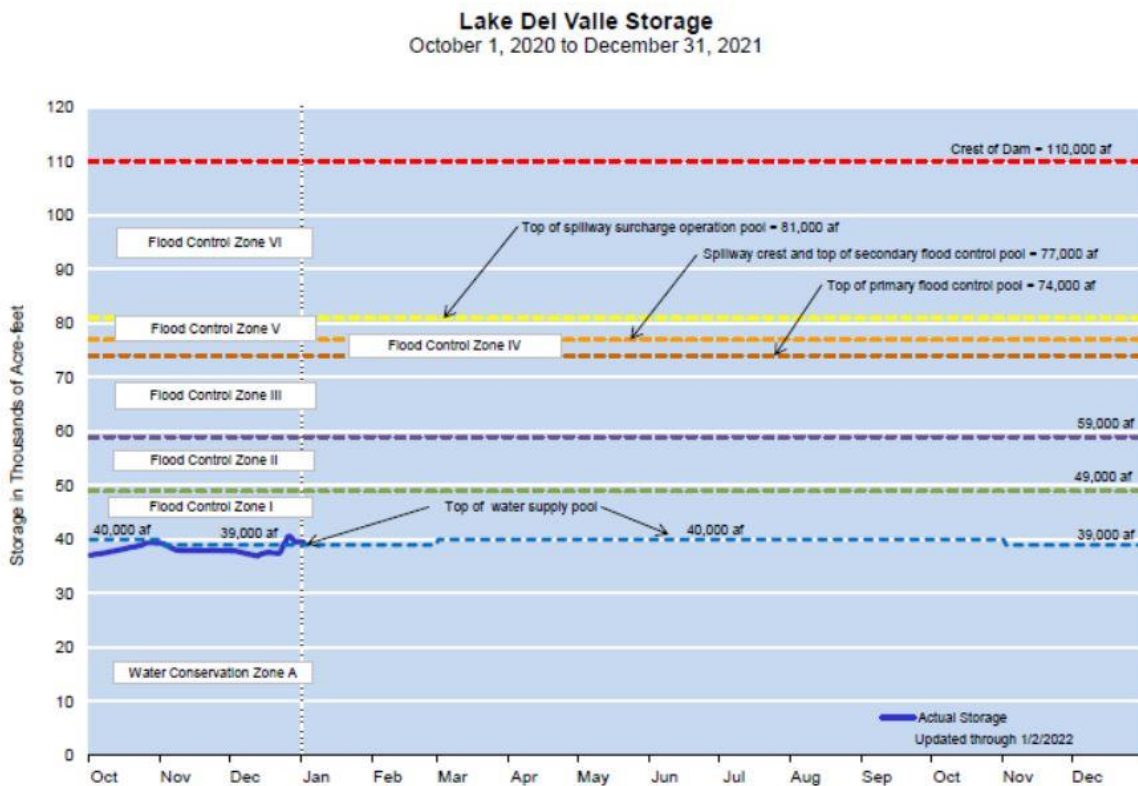 Lake Del Valle Storage
October 1, 2020 to December 31, 2021
Storage in Thousands of Acre-feet
120
110
Crest of Dam = 110,000 af
100
Top of spillway surcharge operation pool = 81,000 af
Flood Control Zone VI
Spillway crest and top of secondary flood control pool = 77,000 af
90
Top of primary flood control pool = 74,000 af
80
Flood Control Zone V
Flood Control Zone IV
70
Flood Control Zone III
60
59,000 af
Flood Control Zone II
50
49,000 af
Flood Control Zone I
Top of water supply pool
40,000 af
39,000 af
40,000 af
39,000 af
40
30
20
Water Conservation Zone A
10
Actual Storage
Updated through 1/2/2022
0
Oct Nov Dec Jan Feb Mar Apr May Jun Jul Aug Sep Oct Nov Dec